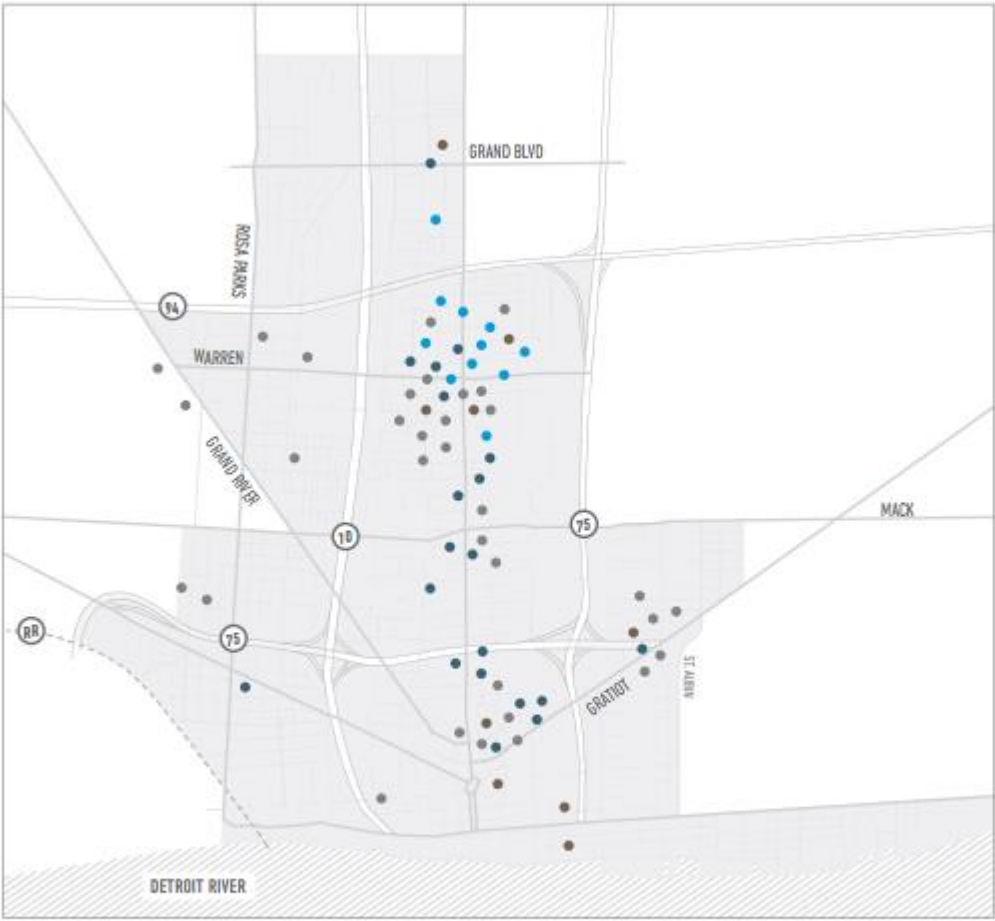 GRAND BLVD
ROSA PARKS
94
WARREN
GRAND RIVER
MACK
10
75
RR
75
ST. AUBIN
GRATIOT
DETROIT RIVER